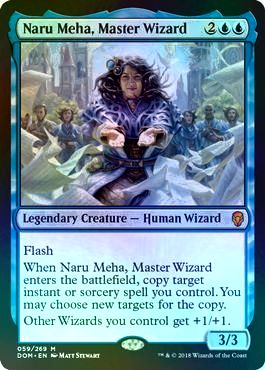 Naru Meha, Master Wizard 2
Legendary Creature — Human Wizard
Flash
When Naru Meha, Master Wizard
enters the battlefield, copy target
instant or sorcery spell you control. You
may choose new targets for the copy.
Other Wizards you control get +1/+1.
3/3
059/269 M
DOM • EN MATT STEWART
™ & © 2018 Wizards of the Coast